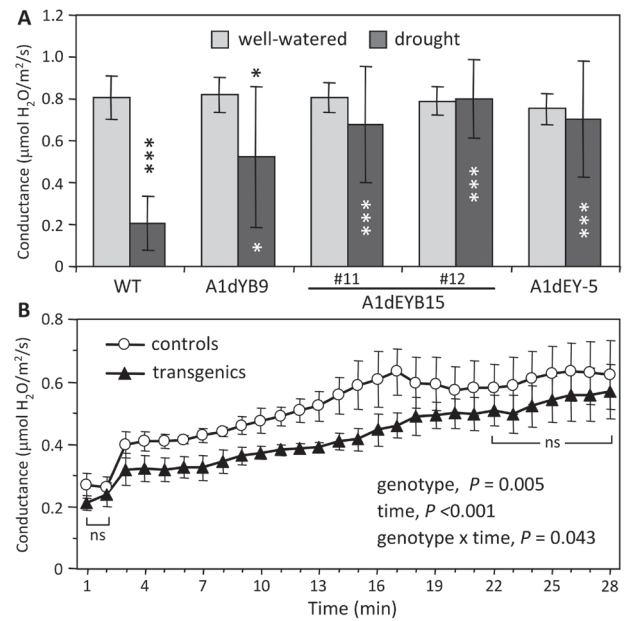 A
1.2
1.0
0.8
0.6
0.4
0.2
0
Conductance (μmol H₂O/m²/s)
well-watered drought
***
*
*
***
***
***
WT A1dYB9 #11 #12 A1dEY-5
A1dEYB15
B
0.8
0.6
0.4
0.2
0
Conductance (μmol H₂O/m²/s)
controls
transgenics
ns
ns
genotype, P = 0.005
time, P <0.001
genotype x time, P = 0.043
1 4 7 10 13 16 19 22 25 28
Time (min)